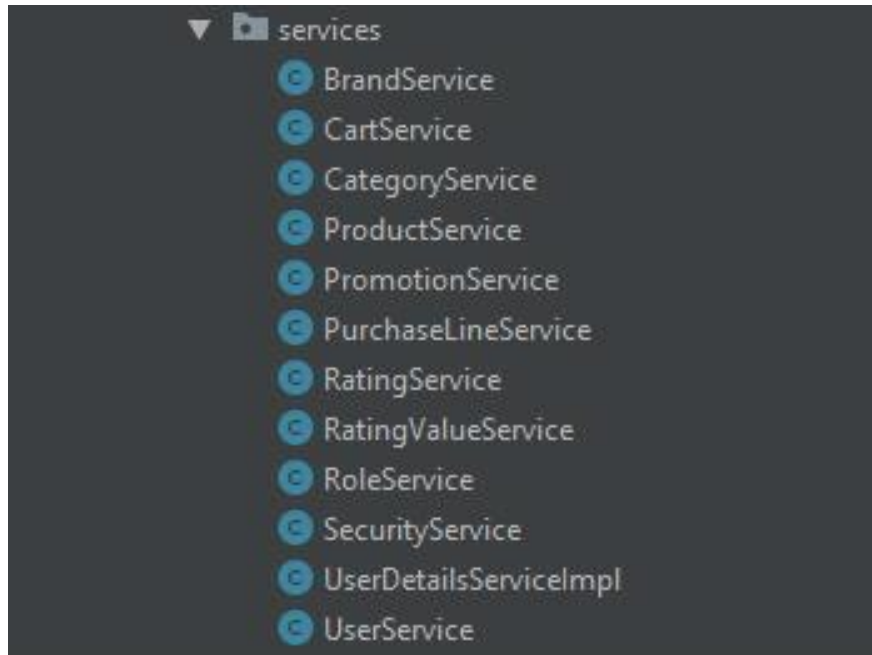 services
BrandService
CartService
CategoryService
ProductService
PromotionService
PurchaseLineService
RatingService
RatingValueService
RoleService
SecurityService
UserDetailsServiceImpl
UserService